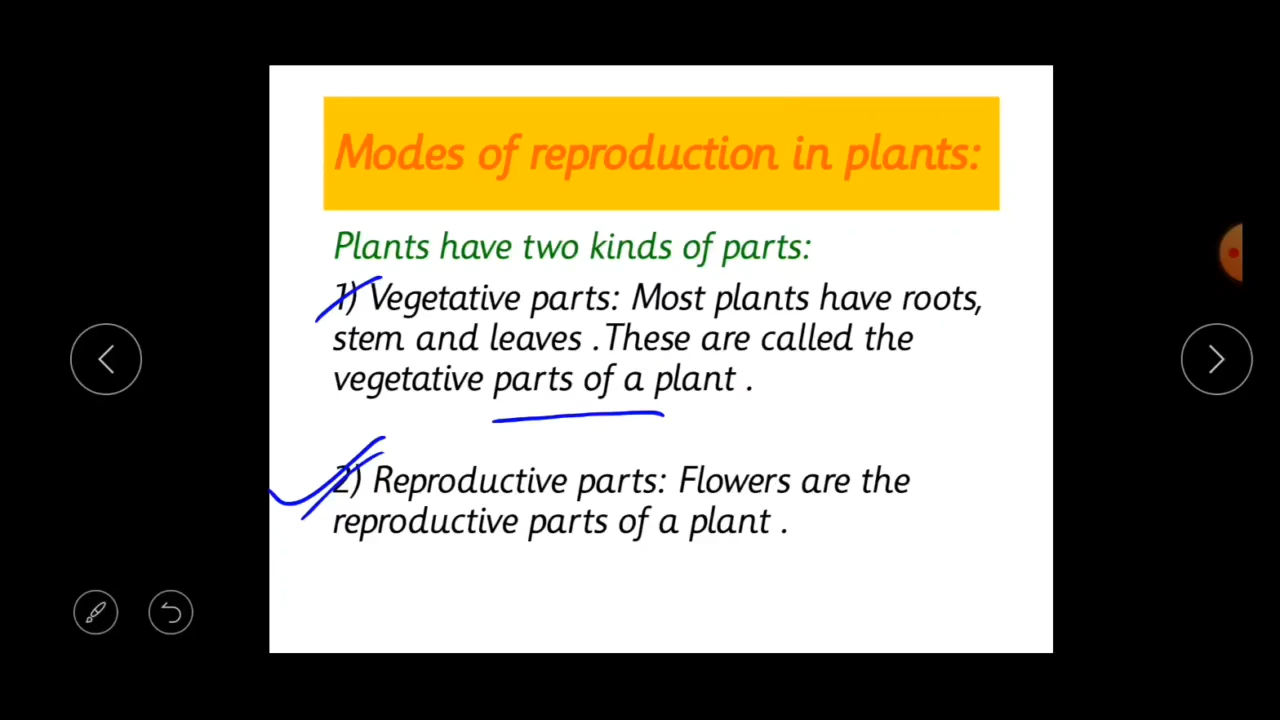 Modes of reproduction in plants:
Plants have two kinds of parts:
1) Vegetative parts: Most plants have roots,
stem and leaves .These are called the
vegetative parts of a plant .
2) Reproductive parts: Flowers are the
reproductive parts of a plant .